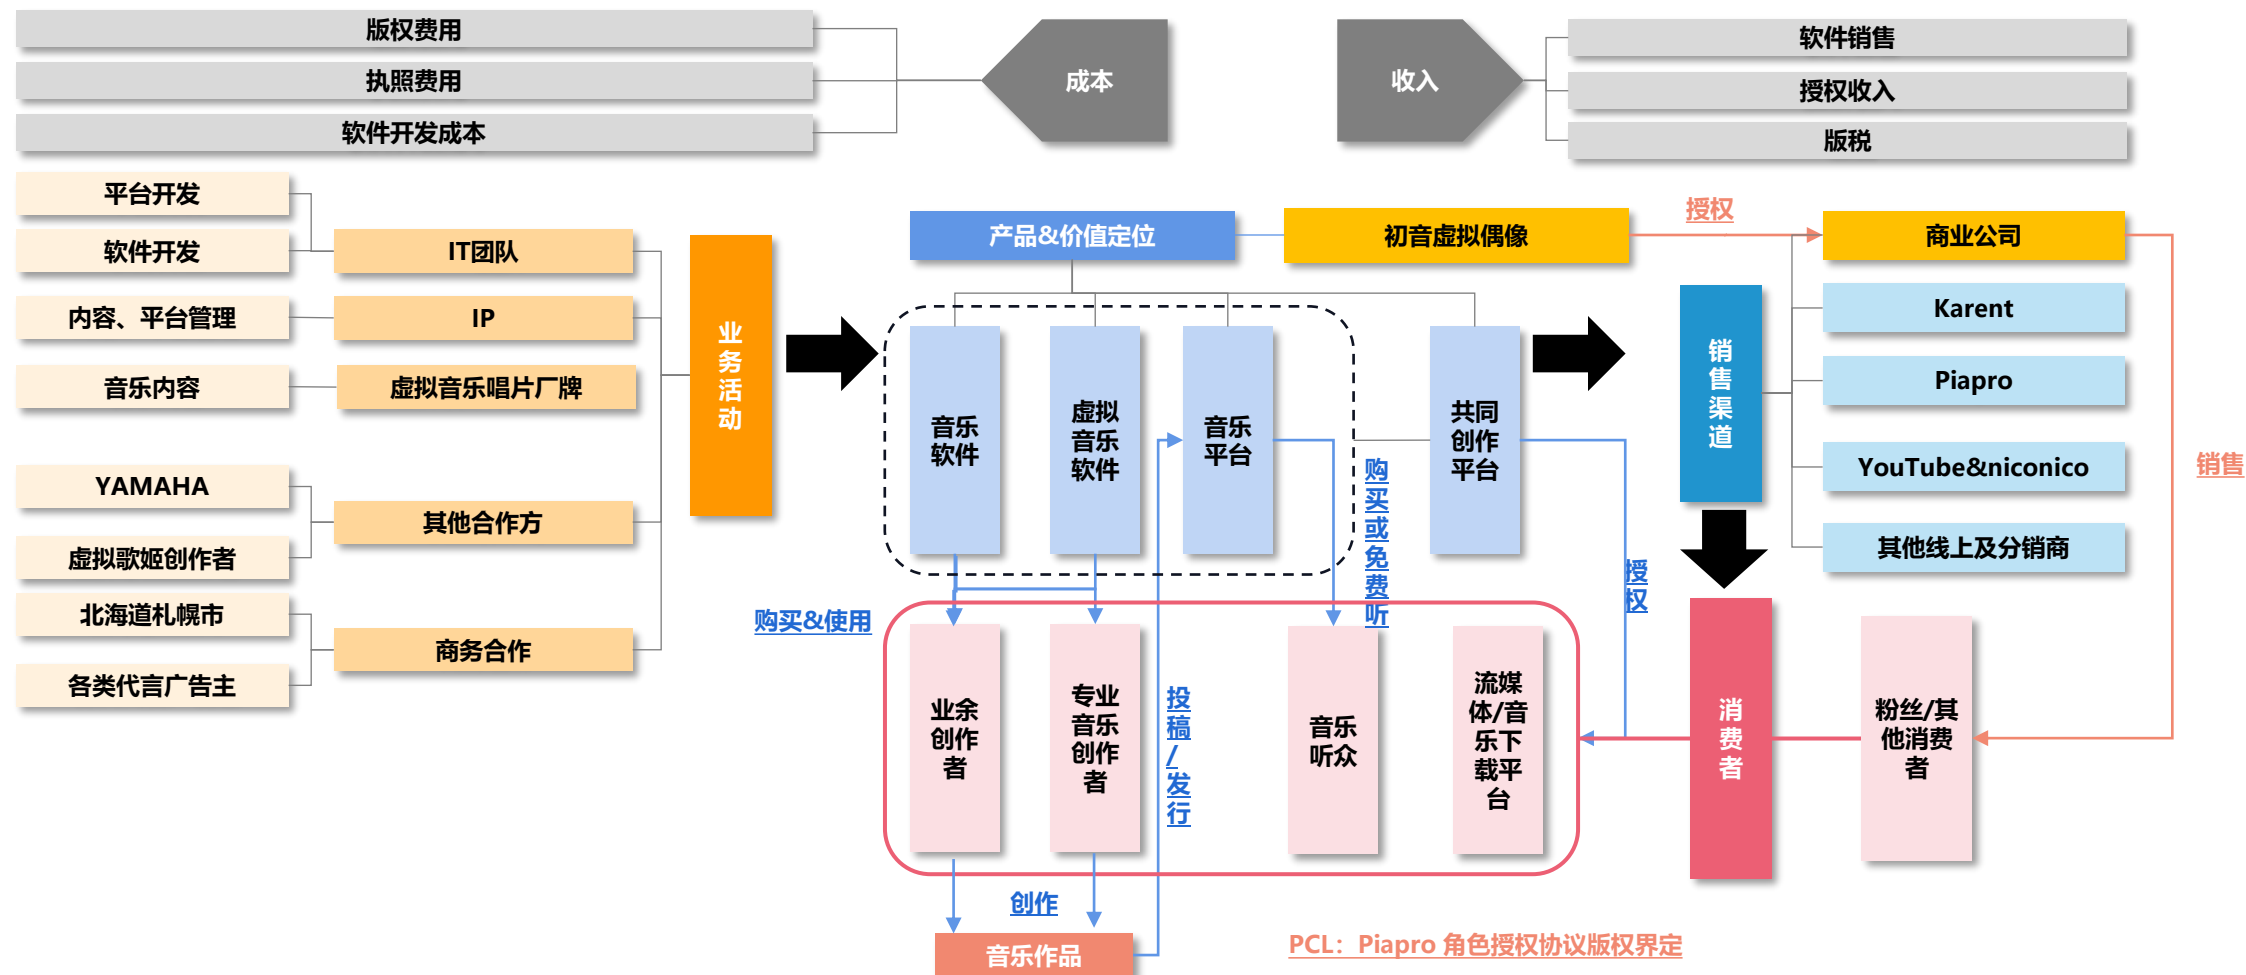 版权费用
执照费用
软件开发成本
成本
收入
软件销售
授权收入
版税
平台开发
软件开发
内容、平台管理
音乐内容
YAMAHA
虚拟歌姬创作者
北海道札幌市
各类代言广告主
IT团队
IP
虚拟音乐唱片厂牌
其他合作方
商务合作
业务活动
产品&价值定位
初音虚拟偶像
授权
商业公司
音乐
软件
虚拟
音乐
软件
音乐
平台
共同
创作
平台
购买或免费听
授权
销售渠道
Karent
Piapro
YouTube&niconico
其他线上及分销商
销售
购买&使用
业余
创作
者
专业
音乐
创作
者
投稿/发行
音乐
听众
流媒
体/音
乐下
载平
台
消费者
粉丝/其
他消费
者
创作
音乐作品
PCL：Piapro 角色授权协议版权界定